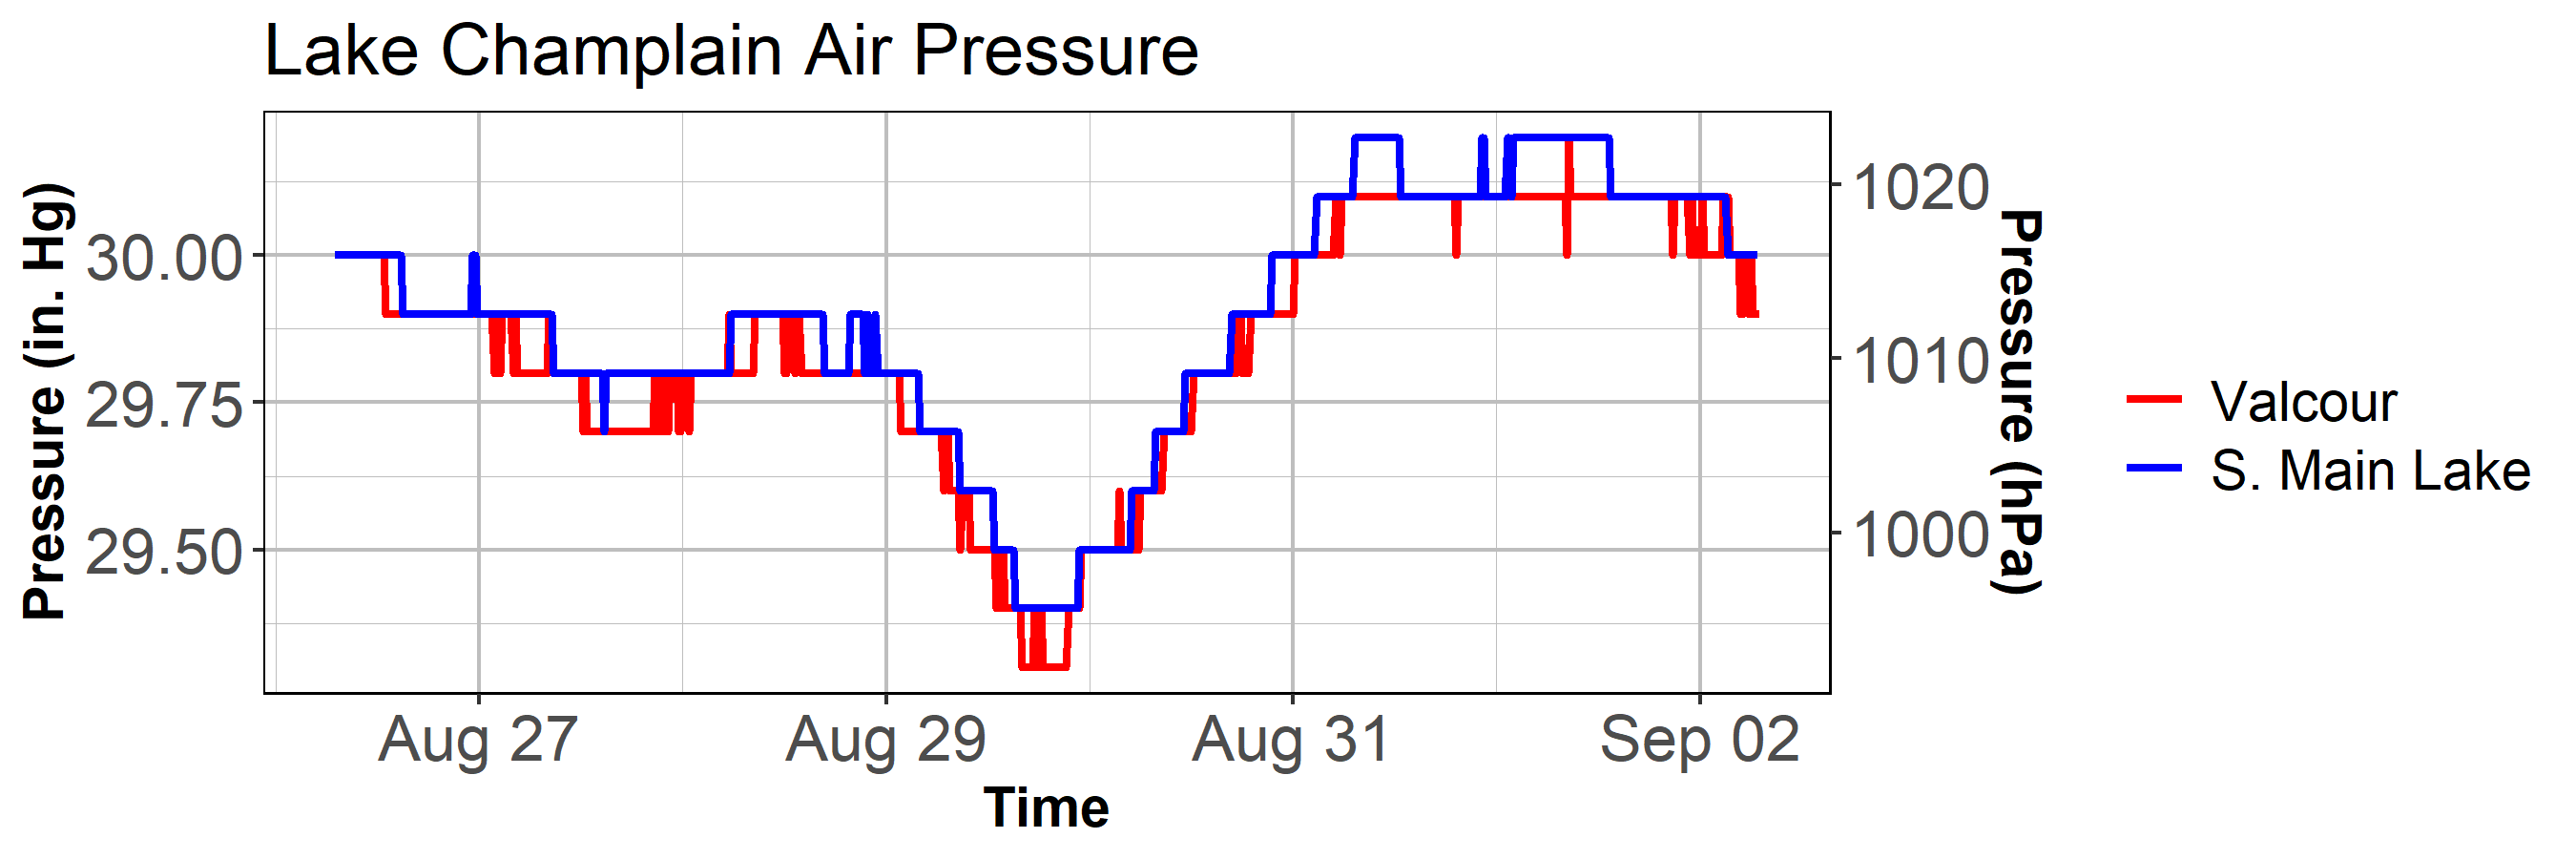 Lake Champlain Air Pressure
Pressure (in. Hg)
30.00
29.75
29.50
1020
1010
1000
Pressure (hPa)
Aug 27
Aug 29
Aug 31
Sep 02
Time
Valcour
S. Main Lake